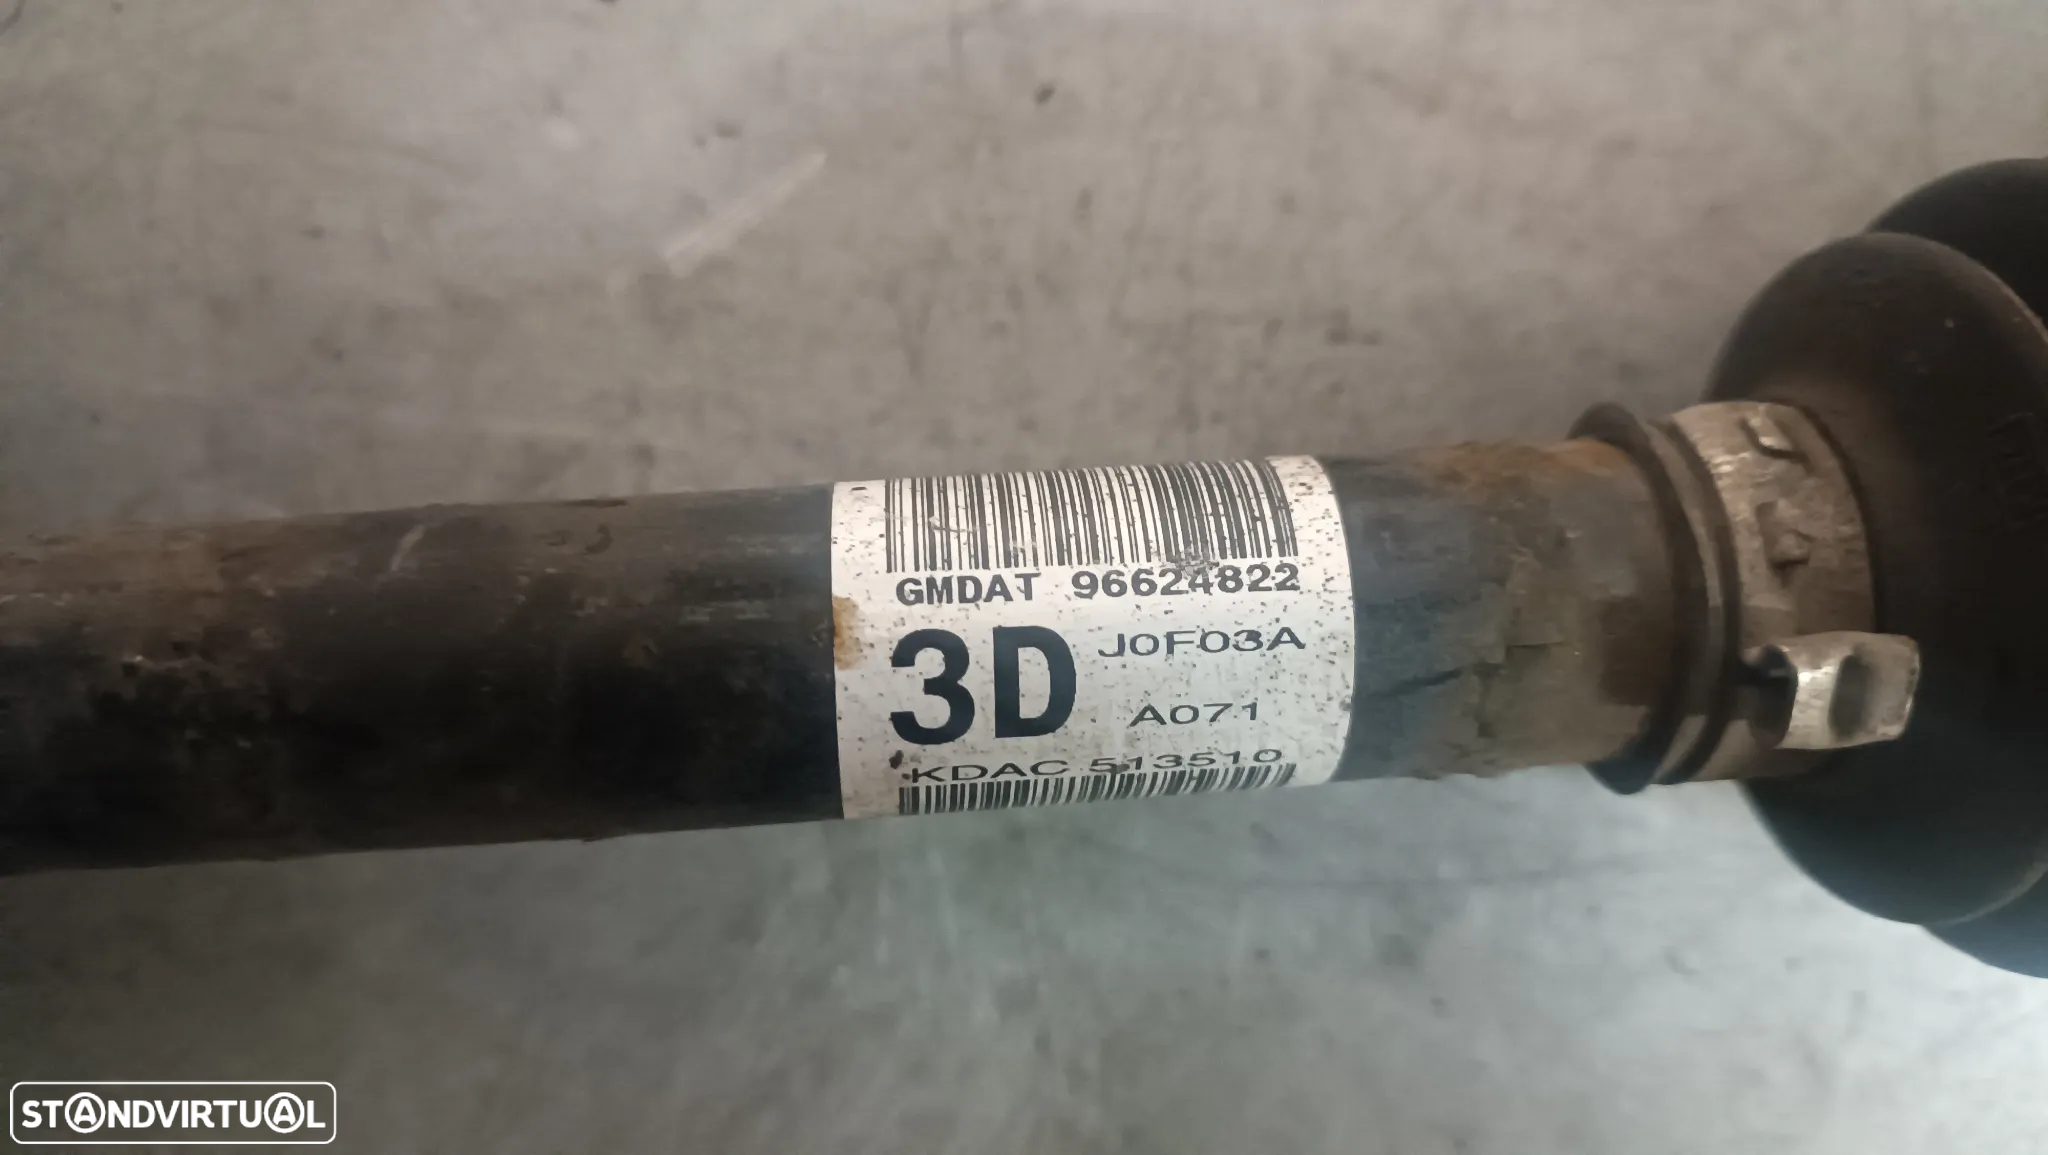 GMDAT 96624822
3D J0F03A
A071
KDAC 513510
STANDVIRTUAL